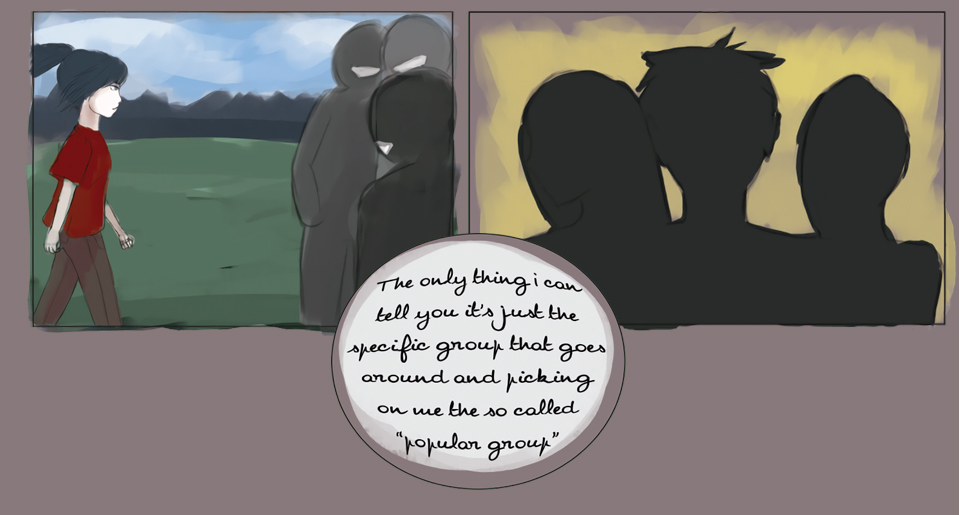 The only thing i can
tell you it's just the
specific group that goes
around and picking
on me the so called
"popular group"